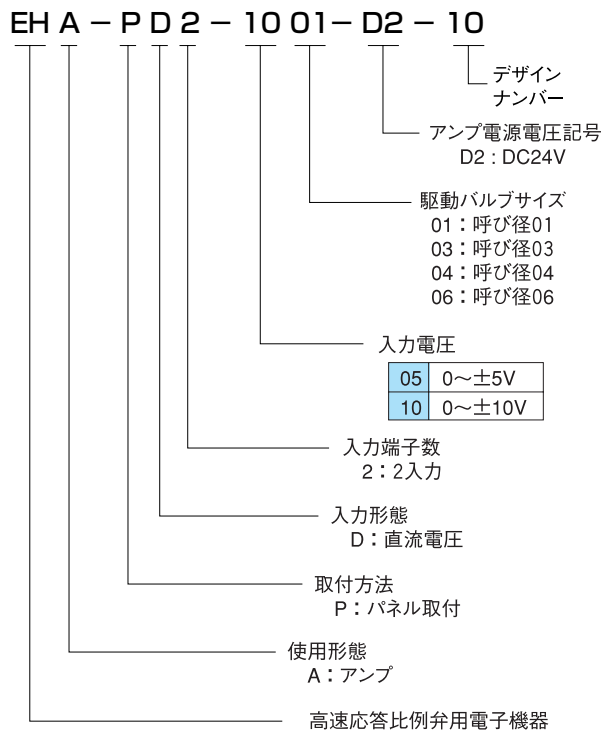 EHA-PD2-1001-D2-10
デザイン
ナンバー
アンプ電源電圧記号
D2：DC24V
駆動バルブサイズ
01：呼び径01
03：呼び径03
04：呼び径04
06：呼び径06
入力電圧
05 0～±5V
10 0～±10V
入力端子数
2：2入力
入力形態
D：直流電圧
取付方法
P：パネル取付
使用形態
A：アンプ
高速応答比例弁用電子機器